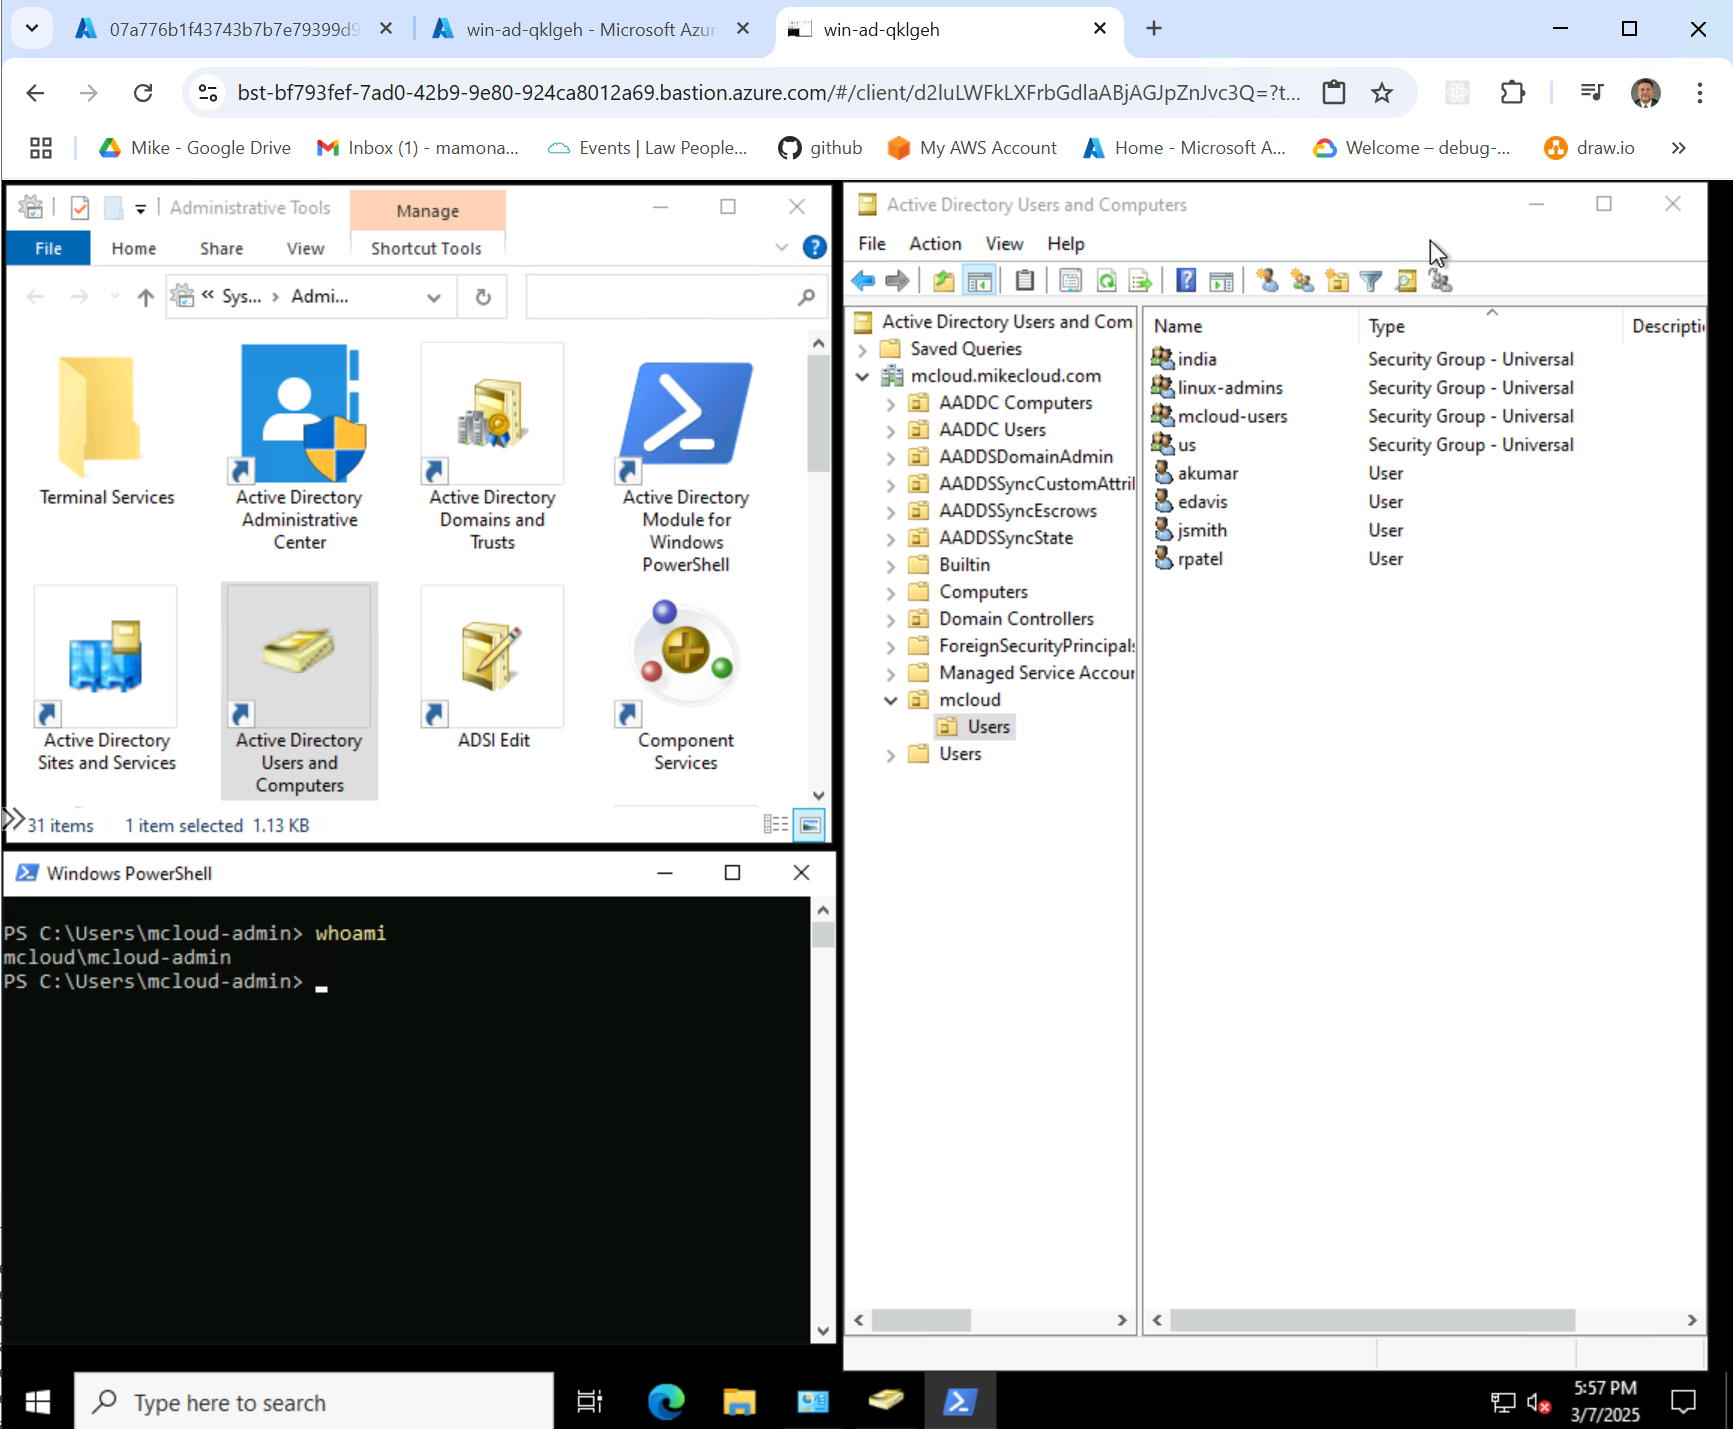 07a776b1f43743b7b7e79399d9
win-ad-qklgeh - Microsoft Azur
win-ad-qklgeh
bst-bf793fef-7ad0-42b9-9e80-924ca8012a69.bastion.azure.com/#/client/d2luLWFkLXFrbGdlaABjAGJpZnJvc3Q=?t...
Mike - Google Drive
Inbox (1) - mamona...
Events | Law People...
github
My AWS Account
Home - Microsoft A...
Welcome – debug-...
draw.io
Administrative Tools
Manage
File
Home
Share
View
Shortcut Tools
« Sys... › Admi...
Terminal Services
Active Directory
Administrative
Center
Active Directory
Domains and
Trusts
Active Directory
Module for
Windows
PowerShell
Active Directory
Sites and Services
Active Directory
Users and
Computers
ADSI Edit
Component
Services
31 items
1 item selected 1.13 KB
Windows PowerShell
PS C:\Users\mcloud-admin> whoami
mcloud\mcloud-admin
PS C:\Users\mcloud-admin> _
Active Directory Users and Computers
File
Action
View
Help
Active Directory Users and Com
Saved Queries
mcloud.mikecloud.com
AADDC Computers
AADDC Users
AADDSDomainAdmin
AADDSSyncCustomAttril
AADDSSyncEscrows
AADDSSyncState
Builtin
Computers
Domain Controllers
ForeignSecurityPrincipals
Managed Service Accour
mcloud
Users
Users
Name
Type
Descripti
india
Security Group - Universal
linux-admins
Security Group - Universal
mcloud-users
Security Group - Universal
us
Security Group - Universal
akumar
User
edavis
User
jsmith
User
rpatel
User
Type here to search
5:57 PM
3/7/2025